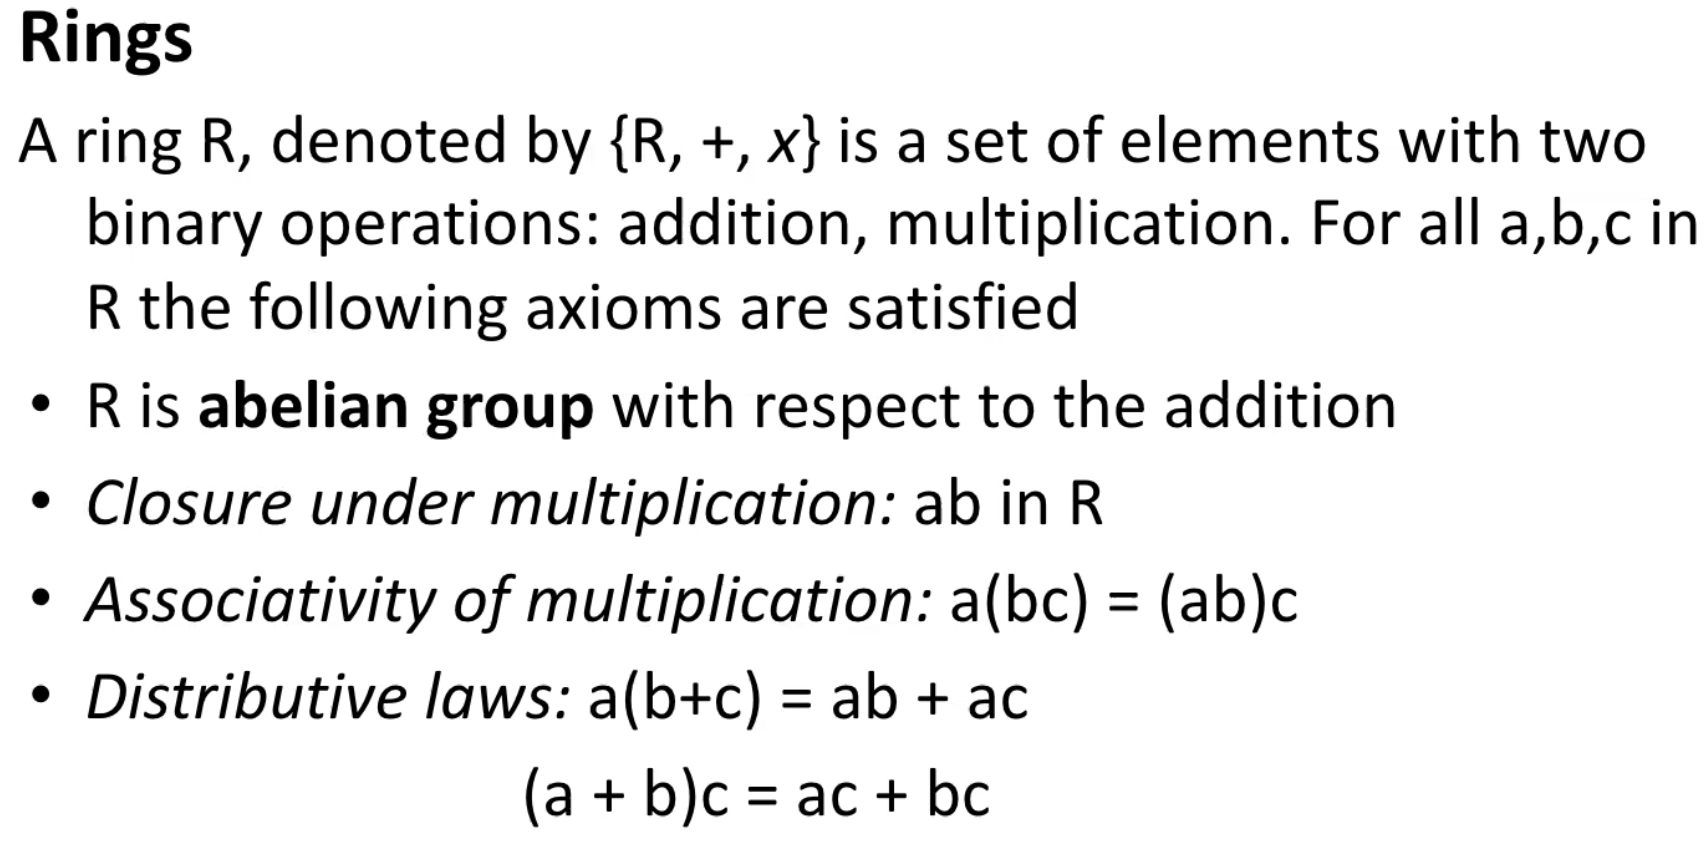 Rings
A ring R, denoted by {R, +, x} is a set of elements with two
binary operations: addition, multiplication. For all a,b,c in
R the following axioms are satisfied
• R is abelian group with respect to the addition
• Closure under multiplication: ab in R
• Associativity of multiplication: a(bc) = (ab)c
• Distributive laws: a(b+c) = ab + ac
(a + b)c = ac + bc